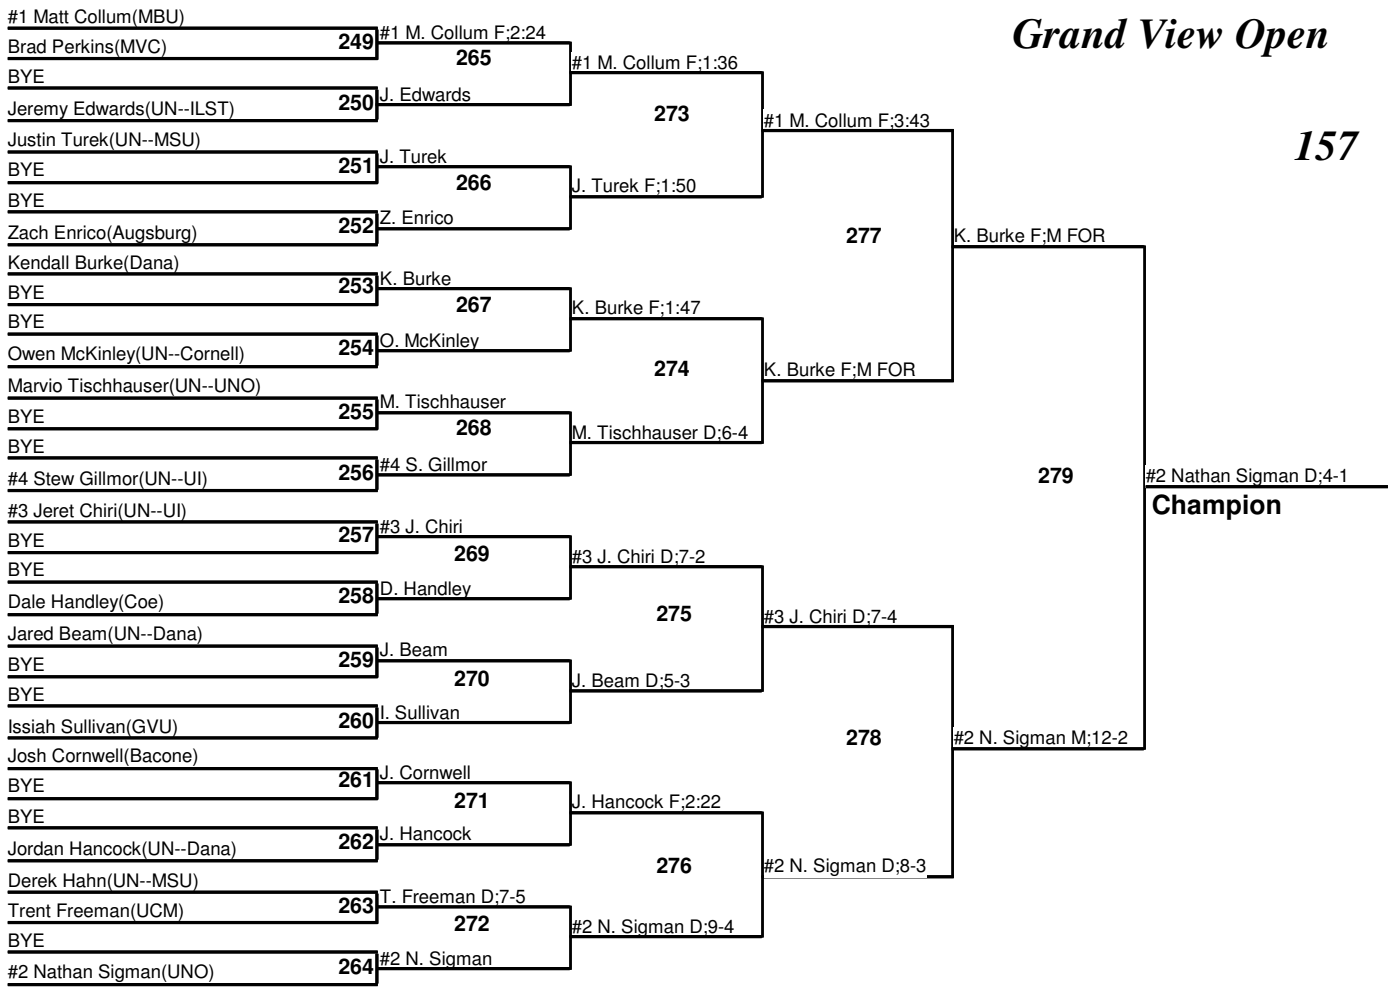 Grand View Open
157
#1 Matt Collum(MBU)
Brad Perkins(MVC)
BYE
Jeremy Edwards(UN--ILST)
Justin Turek(UN--MSU)
BYE
BYE
Zach Enrico(Augsburg)
Kendall Burke(Dana)
BYE
BYE
Owen McKinley(UN--Cornell)
Marvio Tischhauser(UN--UNO)
BYE
BYE
#4 Stew Gillmor(UN--UI)
#3 Jeret Chiri(UN--UI)
BYE
BYE
Dale Handley(Coe)
Jared Beam(UN--Dana)
BYE
BYE
Issiah Sullivan(GVU)
Josh Cornwell(Bacone)
BYE
BYE
Jordan Hancock(UN--Dana)
Derek Hahn(UN--MSU)
Trent Freeman(UCM)
BYE
#2 Nathan Sigman(UNO)
249
250
251
252
253
254
255
256
257
258
259
260
261
262
263
264
#1 M. Collum F;2:24
265
J. Edwards
J. Turek
266
Z. Enrico
K. Burke
267
O. McKinley
M. Tischhauser
268
#4 S. Gillmor
#3 J. Chiri
269
D. Handley
J. Beam
270
I. Sullivan
J. Cornwell
271
J. Hancock
T. Freeman D;7-5
272
#2 N. Sigman
#1 M. Collum F;1:36
273
J. Turek F;1:50
K. Burke F;1:47
274
M. Tischhauser D;6-4
#3 J. Chiri D;7-2
275
J. Beam D;5-3
J. Hancock F;2:22
276
#2 N. Sigman D;9-4
#1 M. Collum F;3:43
277
K. Burke F;M FOR
#3 J. Chiri D;7-4
278
#2 N. Sigman D;8-3
K. Burke F;M FOR
279
#2 N. Sigman M;12-2
#2 Nathan Sigman D;4-1
Champion